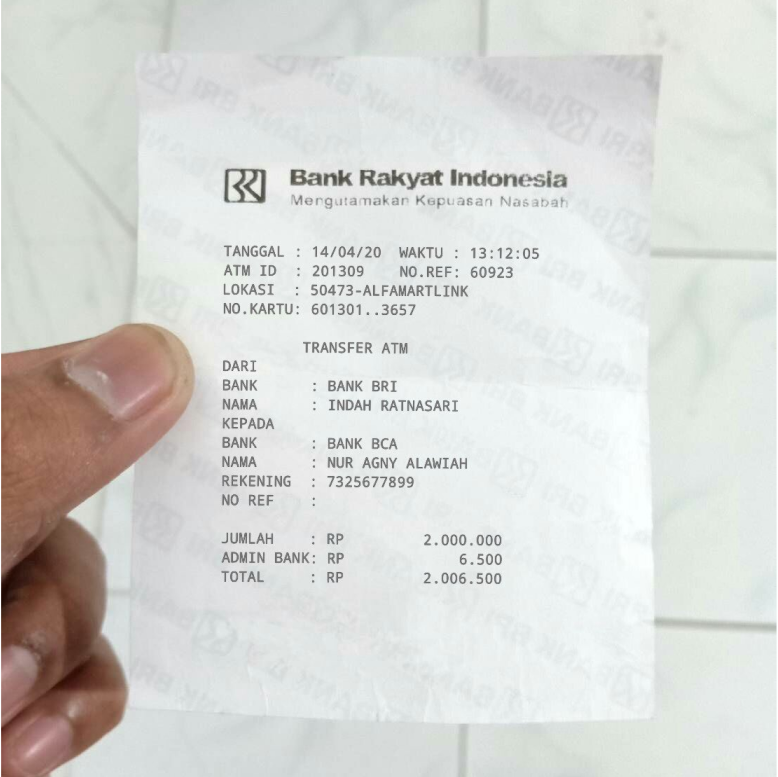 Bank Rakyat Indonesia
Mengutamakan Kepuasan Nasabah
TANGGAL : 14/04/20 WAKTU : 13:12:05
ATM ID : 201309 NO.REF: 60923
LOKASI : 50473-ALFAMARTLINK
NO.KARTU: 601301..3657
TRANSFER ATM
DARI
BANK : BANK BRI
NAMA : INDAH RATNASARI
KEPADA
BANK : BANK BCA
NAMA : NUR AGNY ALAWIAH
REKENING : 7325677899
NO REF :
JUMLAH : RP 2.000.000
ADMIN BANK: RP 6.500
TOTAL : RP 2.006.500